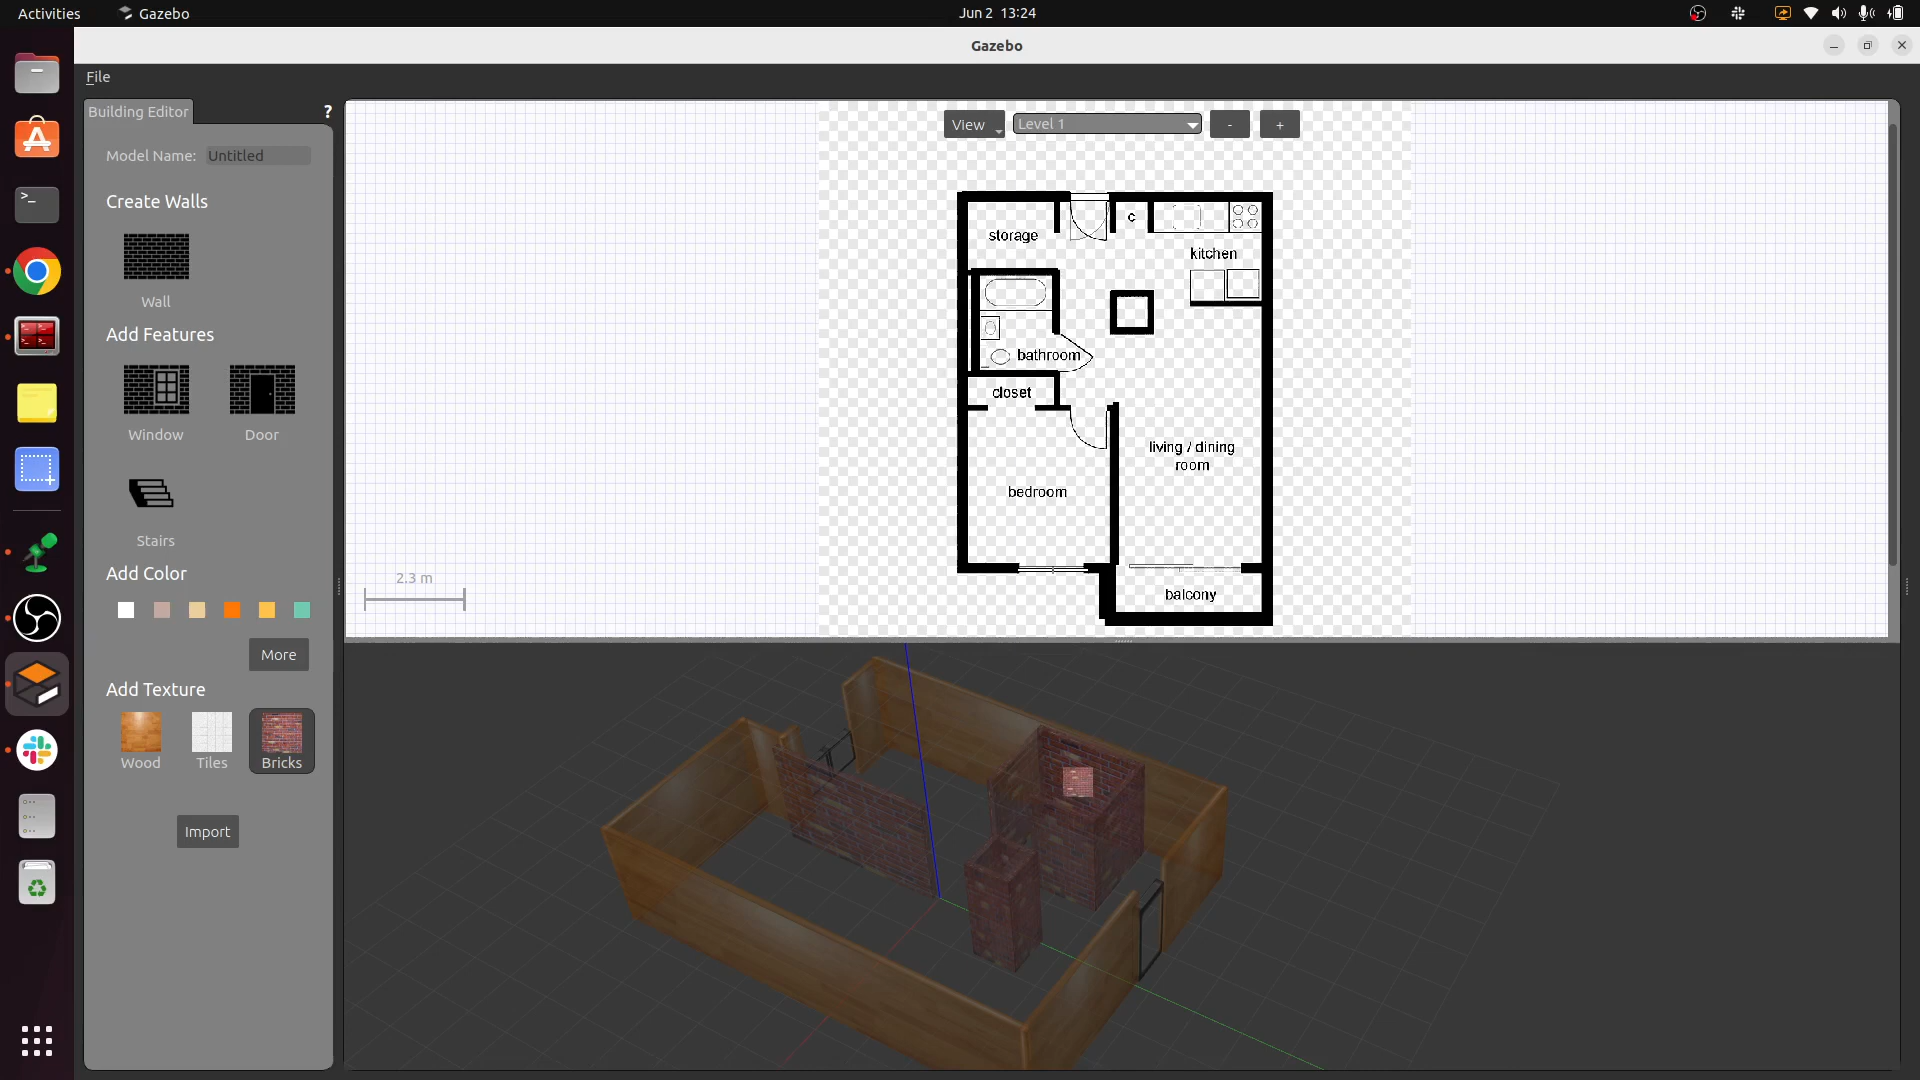 Activities
Gazebo
Jun 2 13:24
Gazebo
File
Building Editor
?
Model Name: Untitled
Create Walls
Wall
Add Features
Window
Door
Stairs
Add Color
More
Add Texture
Wood
Tiles
Bricks
Import
View
Level 1
-
+
storage
c
kitchen
bathroom
closet
living / dining
room
bedroom
balcony
2.3 m